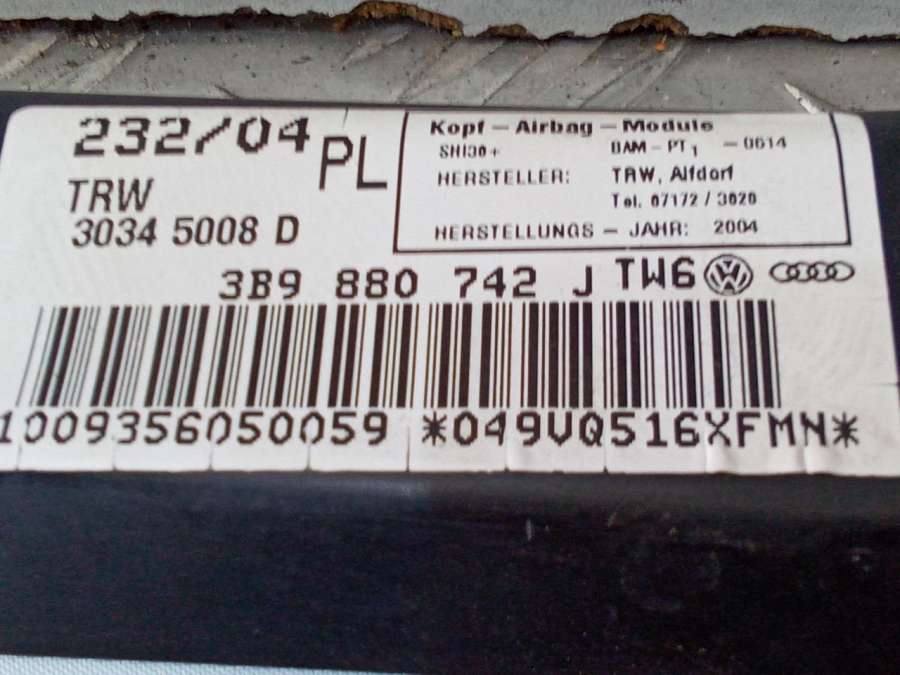 232/04 PL
TRW
3034 5008 D
Kopf - Airbag - Module
SHI30+ BAM - PT1 - 0614
HERSTELLER: TRW, Alfdorf
Tel. 07172 / 3020
HERSTELLUNGS - JAHR: 2004
3B9 880 742 J TW6
1009356050059 *049VQ516XFMN*